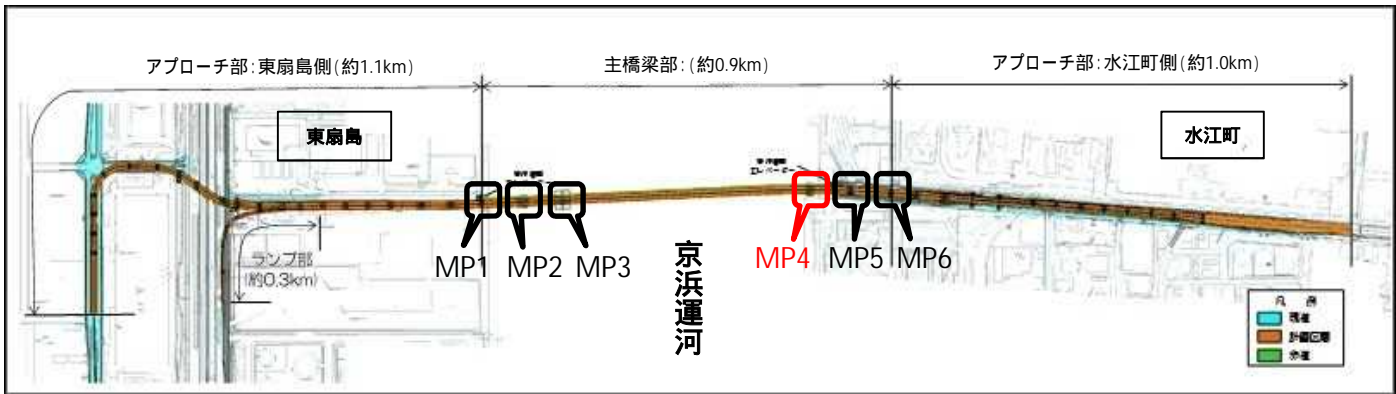 アプローチ部:東扇島側(約1.1km)
主橋梁部:(約0.9km)
アプローチ部:水江町側(約1.0km)
東扇島
水江町
ランプ部
(約0.3km)
MP1
MP2
MP3
京浜運河
MP4
MP5
MP6
凡例